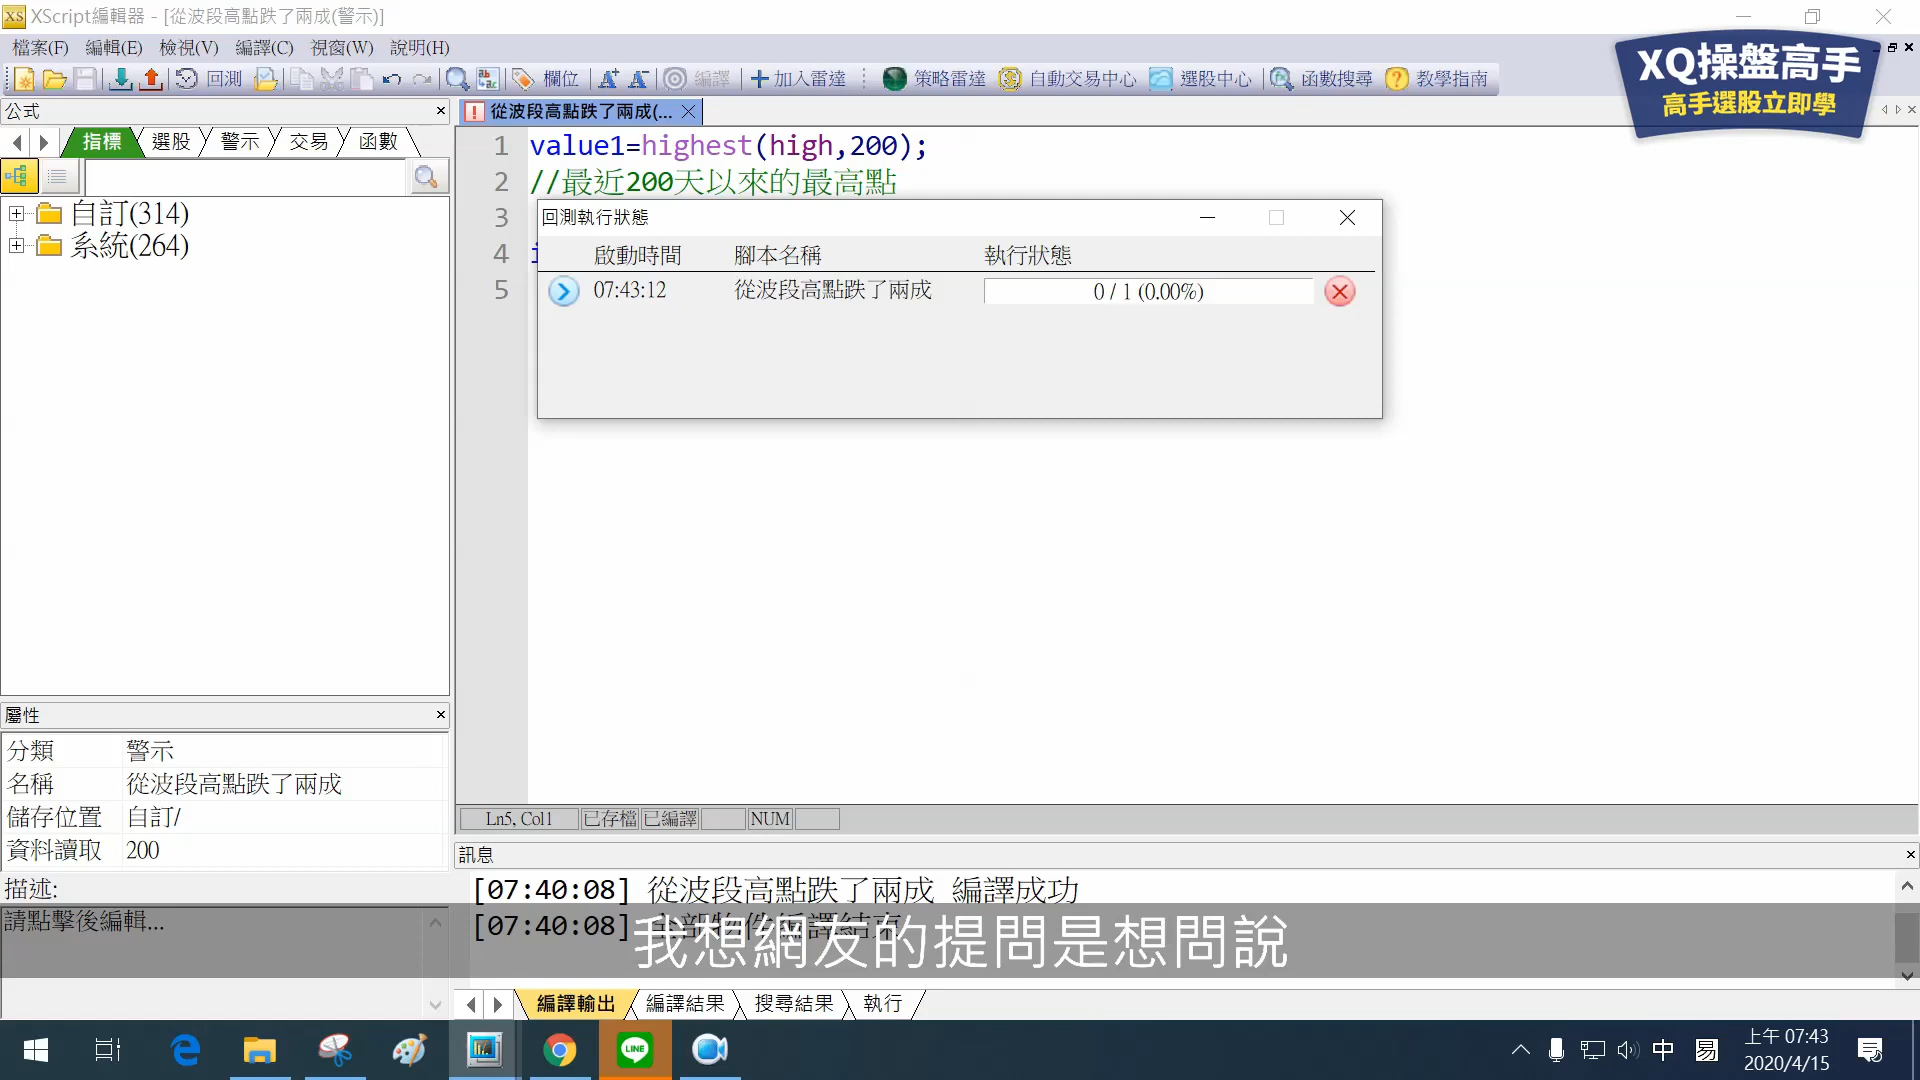 XS XScript編輯器 - [從波段高點跌了兩成(警示)]
檔案(F) 編輯(E) 檢視(V) 編譯(C) 視窗(W) 說明(H)
回測 欄位 編譯 加入雷達 策略雷達 自動交易中心 選股中心 函數搜尋 教學指南
XQ操盤高手
高手選股立即學
公式
從波段高點跌了兩成(...
指標 選股 警示 交易 函數
自訂(314)
系統(264)
1 value1=highest(high,200);
2 //最近200天以來的最高點
3
4
5
回測執行狀態
啟動時間 腳本名稱 執行狀態
07:43:12 從波段高點跌了兩成 0 / 1 (0.00%)
屬性
分類 警示
名稱 從波段高點跌了兩成
儲存位置 自訂/
資料讀取 200
描述:
請點擊後編輯...
Ln5, Col1 已存檔 已編譯 NUM
訊息
[07:40:08] 從波段高點跌了兩成 編譯成功
[07:40:08] 全部物件編譯結束
我想網友的提問是想問說
編譯輸出 編譯結果 搜尋結果 執行
LINE
中 易
上午 07:43
2020/4/15